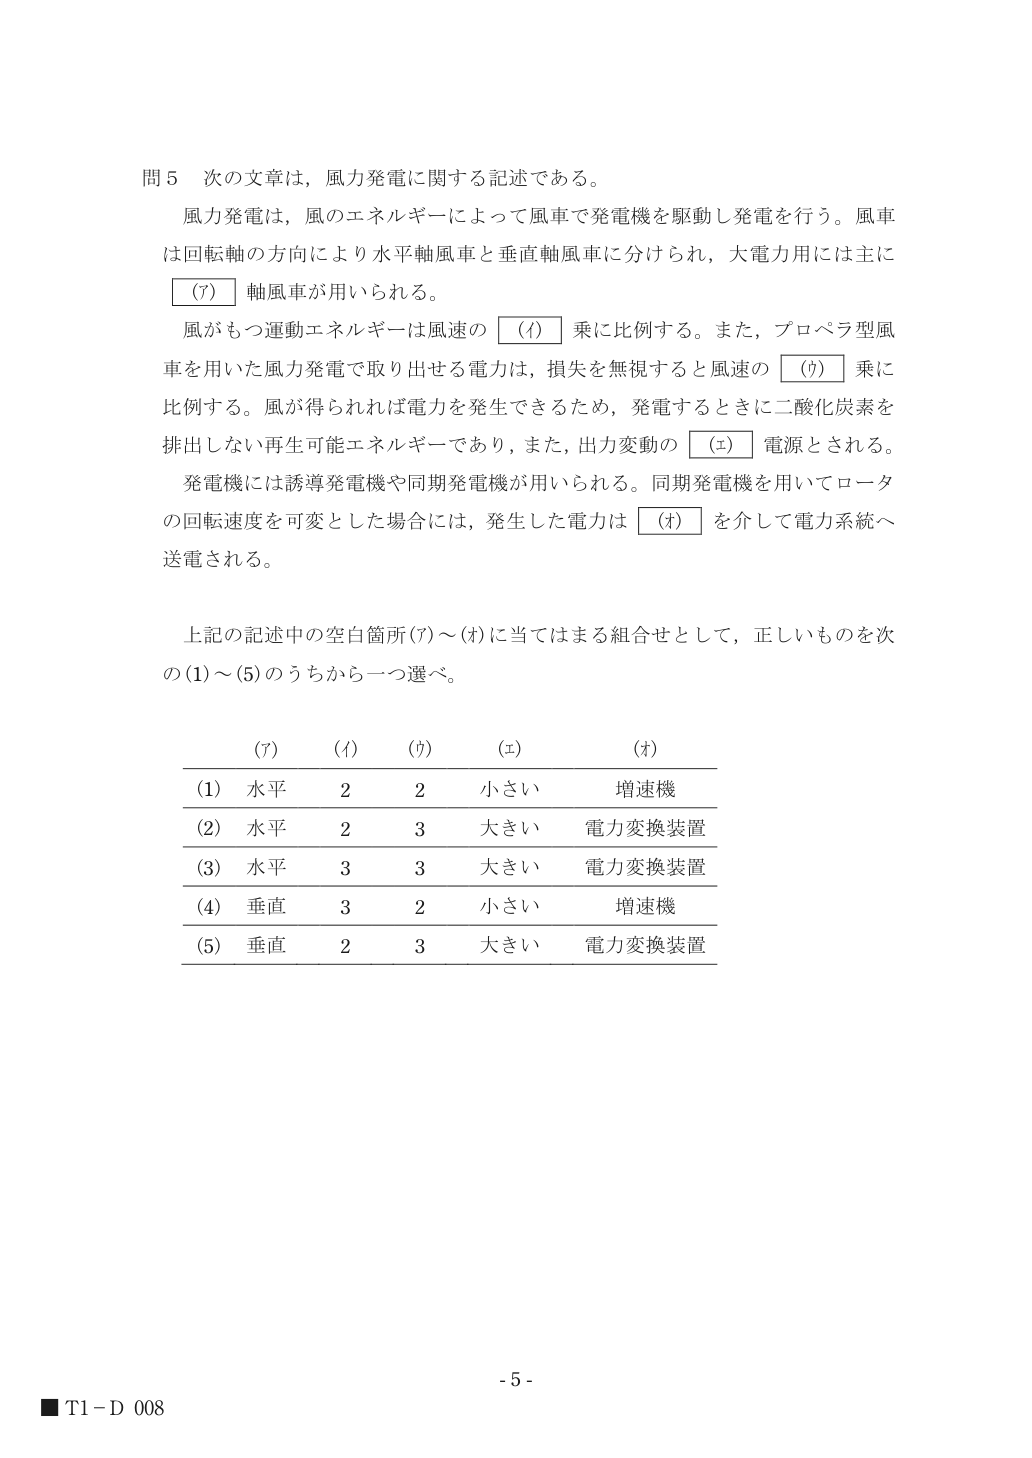 問５　次の文章は，風力発電に関する記述である。
風力発電は，風のエネルギーによって風車で発電機を駆動し発電を行う。風車
は回転軸の方向により水平軸風車と垂直軸風車に分けられ，大電力用には主に
(ア) 軸風車が用いられる。
風がもつ運動エネルギーは風速の (イ) 乗に比例する。また，プロペラ型風
車を用いた風力発電で取り出せる電力は，損失を無視すると風速の (ウ) 乗に
比例する。風が得られれば電力を発生できるため，発電するときに二酸化炭素を
排出しない再生可能エネルギーであり，また，出力変動の (エ) 電源とされる。
発電機には誘導発電機や同期発電機が用いられる。同期発電機を用いてロータ
の回転速度を可変とした場合には，発生した電力は (オ) を介して電力系統へ
送電される。
上記の記述中の空白箇所(ア)～(オ)に当てはまる組合せとして，正しいものを次
の(1)～(5)のうちから一つ選べ。
(ア) (イ) (ウ) (エ) (オ)
(1) 水平 2 2 小さい 増速機
(2) 水平 2 3 大きい 電力変換装置
(3) 水平 3 3 大きい 電力変換装置
(4) 垂直 3 2 小さい 増速機
(5) 垂直 2 3 大きい 電力変換装置
- 5 -
■ T1－D 008